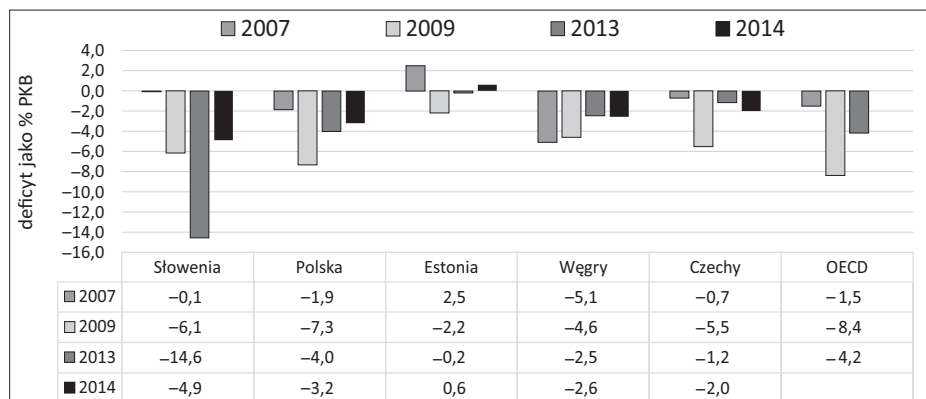 2007 2009 2013 2014
deficyt jako % PKB
4,0
2,0
0,0
−2,0
−4,0
−6,0
−8,0
−10,0
−12,0
−14,0
−16,0
Słowenia Polska Estonia Węgry Czechy OECD
2007 −0,1 −1,9 2,5 −5,1 −0,7 −1,5
2009 −6,1 −7,3 −2,2 −4,6 −5,5 −8,4
2013 −14,6 −4,0 −0,2 −2,5 −1,2 −4,2
2014 −4,9 −3,2 0,6 −2,6 −2,0